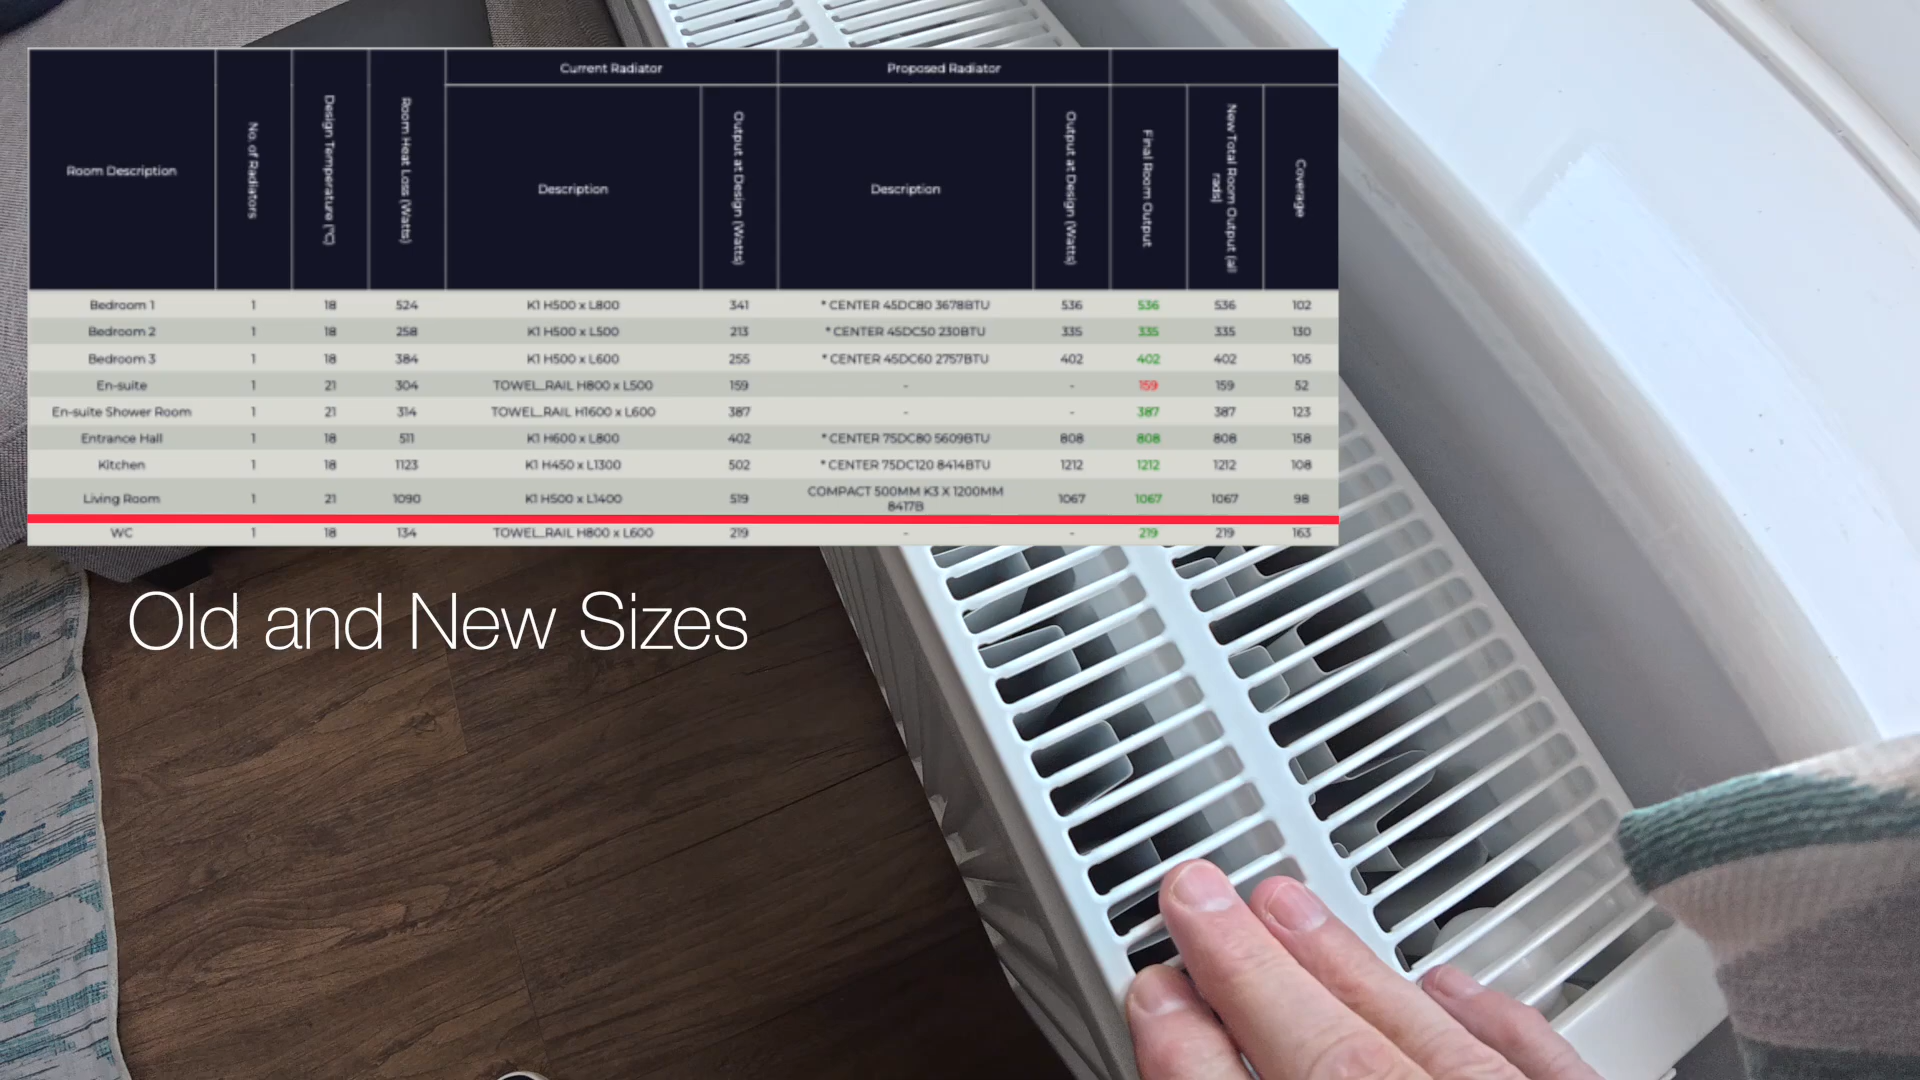 Current Radiator Proposed Radiator
Room Description No. of Radiators Design Temperature (°C) Room Heat Loss (Watts) Description Output at Design (Watts) Description Output at Design (Watts) Final Room Output New Total Room Output (all rads) Coverage
Bedroom 1 1 18 524 K1 H500 x L800 341 * CENTER 45DC80 3678BTU 536 536 536 102
Bedroom 2 1 18 258 K1 H500 x L500 213 * CENTER 45DC50 230BTU 335 335 335 130
Bedroom 3 1 18 384 K1 H500 x L600 255 * CENTER 45DC60 2757BTU 402 402 402 105
En-suite 1 21 304 TOWEL_RAIL H800 x L500 159 - - 159 159 52
En-suite Shower Room 1 21 314 TOWEL_RAIL H1600 x L600 387 - - 387 387 123
Entrance Hall 1 18 511 K1 H600 x L800 402 * CENTER 75DC80 5609BTU 808 808 808 158
Kitchen 1 18 1123 K1 H450 x L1300 502 * CENTER 75DC120 8414BTU 1212 1212 1212 108
Living Room 1 21 1090 K1 H500 x L1400 519 COMPACT 500MM K3 X 1200MM 8417B 1067 1067 1067 98
WC 1 18 134 TOWEL_RAIL H800 x L600 219 - - 219 219 163
Old and New Sizes